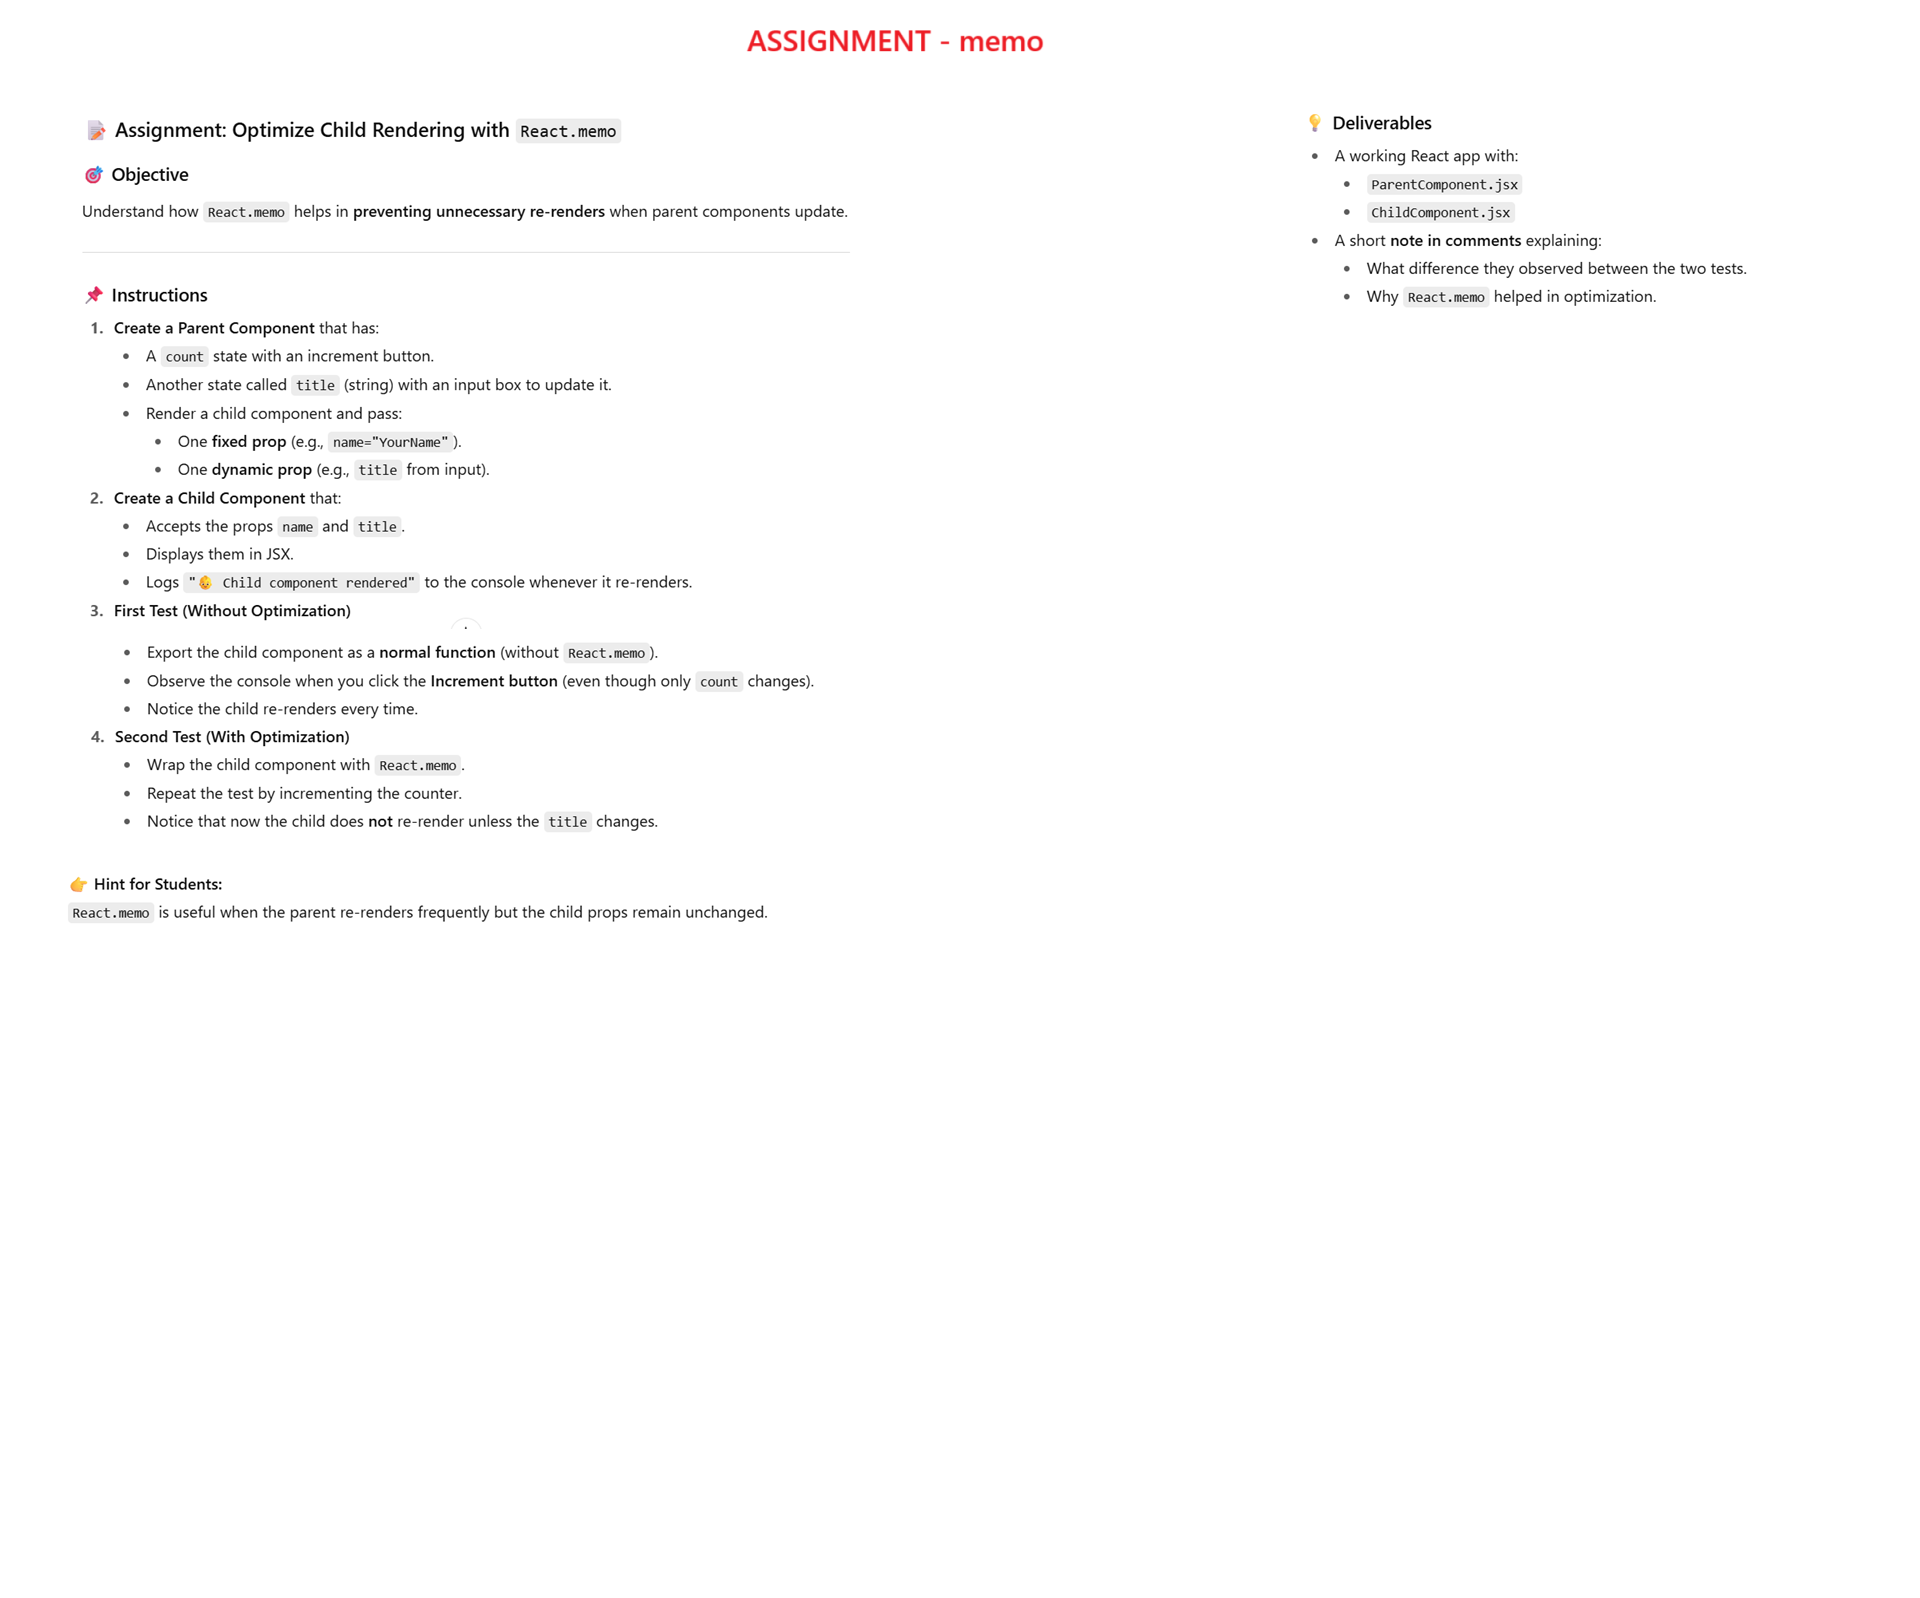 ASSIGNMENT - memo
📝 Assignment: Optimize Child Rendering with React.memo
🎯 Objective
Understand how React.memo helps in preventing unnecessary re-renders when parent components update.
📌 Instructions
1. Create a Parent Component that has:
• A count state with an increment button.
• Another state called title (string) with an input box to update it.
• Render a child component and pass:
• One fixed prop (e.g., name="YourName").
• One dynamic prop (e.g., title from input).
2. Create a Child Component that:
• Accepts the props name and title.
• Displays them in JSX.
• Logs "👶 Child component rendered" to the console whenever it re-renders.
3. First Test (Without Optimization)
• Export the child component as a normal function (without React.memo).
• Observe the console when you click the Increment button (even though only count changes).
• Notice the child re-renders every time.
4. Second Test (With Optimization)
• Wrap the child component with React.memo.
• Repeat the test by incrementing the counter.
• Notice that now the child does not re-render unless the title changes.
👉 Hint for Students:
React.memo is useful when the parent re-renders frequently but the child props remain unchanged.
💡 Deliverables
• A working React app with:
• ParentComponent.jsx
• ChildComponent.jsx
• A short note in comments explaining:
• What difference they observed between the two tests.
• Why React.memo helped in optimization.